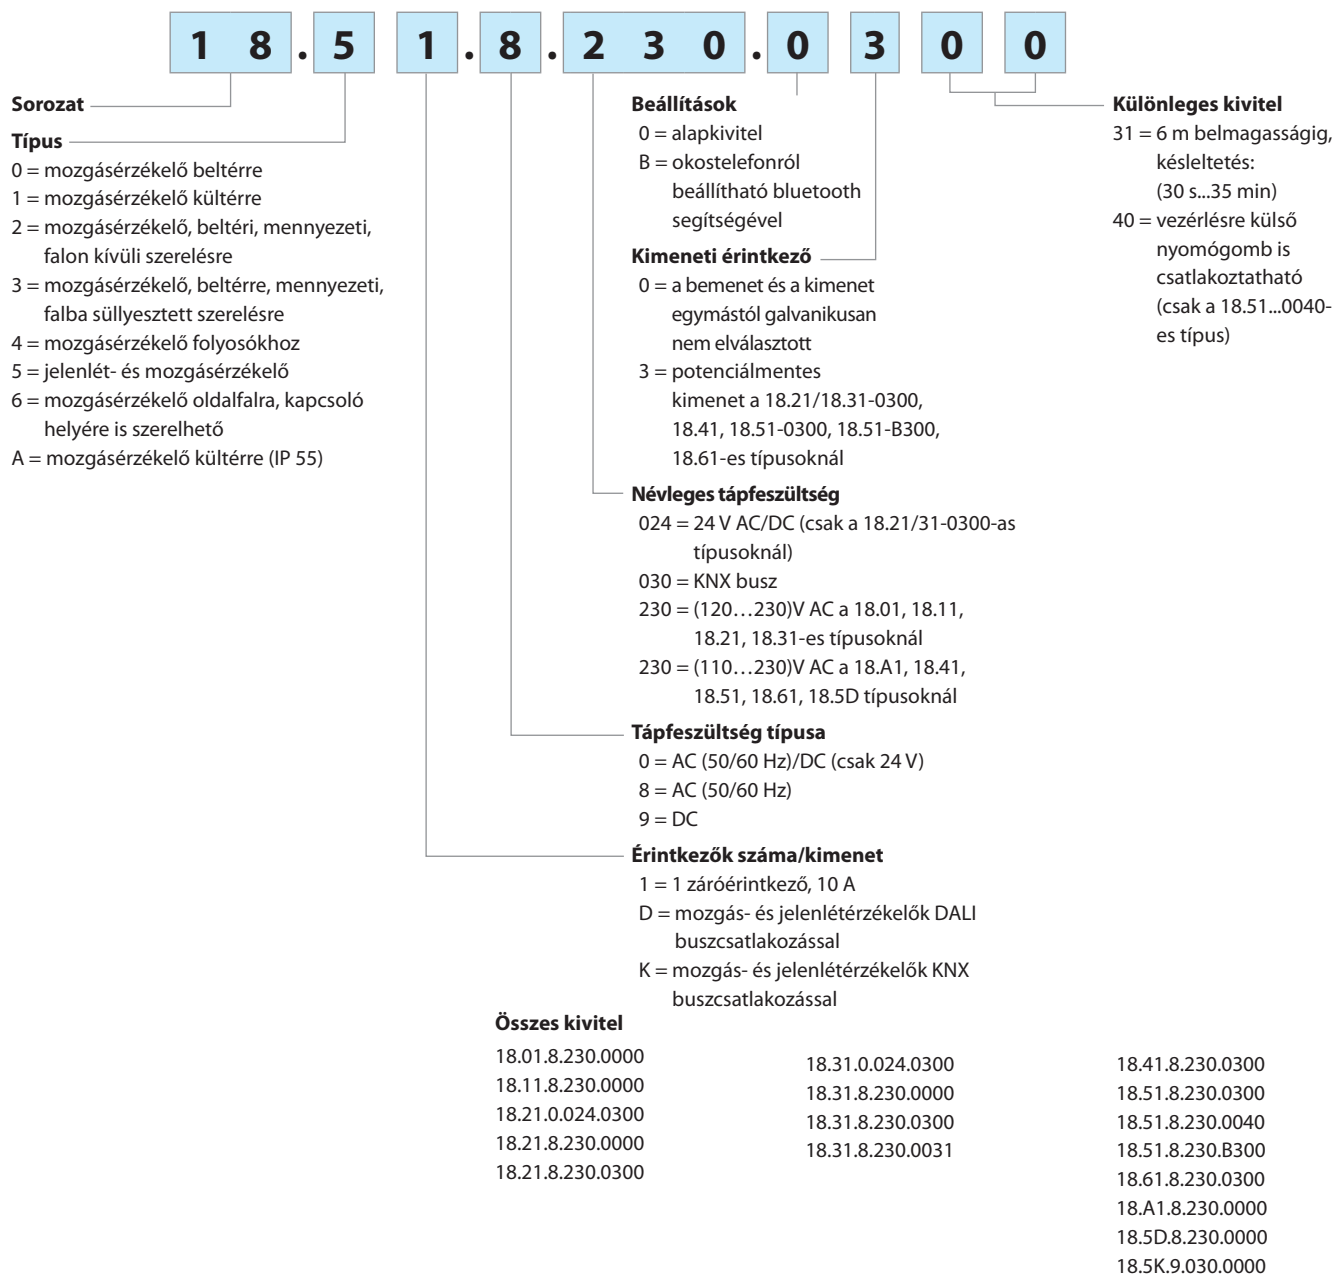 18.51.8.230.0300
Sorozat
Típus
0 = mozgásérzékelő beltérre
1 = mozgásérzékelő kültérre
2 = mozgásérzékelő, beltéri, mennyezeti,
falon kívüli szerelésre
3 = mozgásérzékelő, beltérre, mennyezeti,
falba süllyesztett szerelésre
4 = mozgásérzékelő folyosókhoz
5 = jelenlét- és mozgásérzékelő
6 = mozgásérzékelő oldalfalra, kapcsoló
helyére is szerelhető
A = mozgásérzékelő kültérre (IP 55)
Beállítások
0 = alapkivitel
B = okostelefonról
beállítható bluetooth
segítségével
Kimeneti érintkező
0 = a bemenet és a kimenet
egymástól galvanikusan
nem elválasztott
3 = potenciálmentes
kimenet a 18.21/18.31-0300,
18.41, 18.51-0300, 18.51-B300,
18.61-es típusoknál
Névleges tápfeszültség
024 = 24 V AC/DC (csak a 18.21/31-0300-as
típusoknál)
030 = KNX busz
230 = (120…230)V AC a 18.01, 18.11,
18.21, 18.31-es típusoknál
230 = (110…230)V AC a 18.A1, 18.41,
18.51, 18.61, 18.5D típusoknál
Tápfeszültség típusa
0 = AC (50/60 Hz)/DC (csak 24 V)
8 = AC (50/60 Hz)
9 = DC
Érintkezők száma/kimenet
1 = 1 záróérintkező, 10 A
D = mozgás- és jelenlétérzékelők DALI
buszcsatlakozással
K = mozgás- és jelenlétérzékelők KNX
buszcsatlakozással
Különleges kivitel
31 = 6 m belmagasságig,
késleltetés:
(30 s...35 min)
40 = vezérlésre külső
nyomógomb is
csatlakoztatható
(csak a 18.51...0040-
es típus)
Összes kivitel
18.01.8.230.0000
18.11.8.230.0000
18.21.0.024.0300
18.21.8.230.0000
18.21.8.230.0300
18.31.0.024.0300
18.31.8.230.0000
18.31.8.230.0300
18.31.8.230.0031
18.41.8.230.0300
18.51.8.230.0300
18.51.8.230.0040
18.51.8.230.B300
18.61.8.230.0300
18.A1.8.230.0000
18.5D.8.230.0000
18.5K.9.030.0000